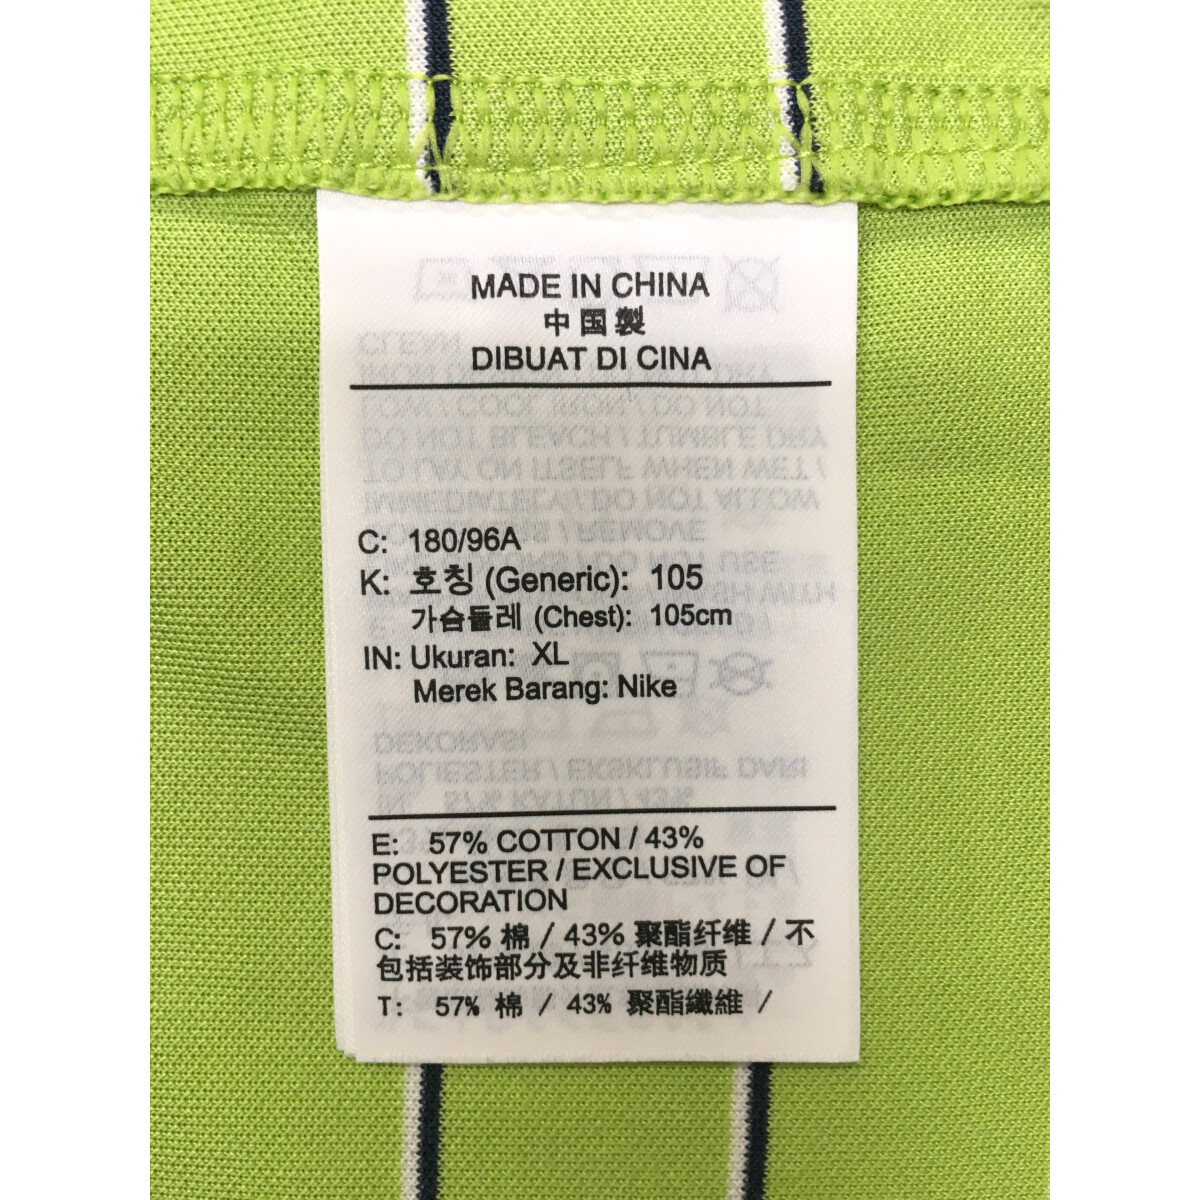 MADE IN CHINA
中国製
DIBUAT DI CINA
C: 180/96A
K: 호칭 (Generic): 105
가슴둘레 (Chest): 105cm
IN: Ukuran: XL
Merek Barang: Nike
E: 57% COTTON / 43%
POLYESTER / EXCLUSIVE OF
DECORATION
C: 57% 棉 / 43% 聚酯纤维 / 不
包括装饰部分及非纤维物质
T: 57% 棉 / 43% 聚酯纖維 /